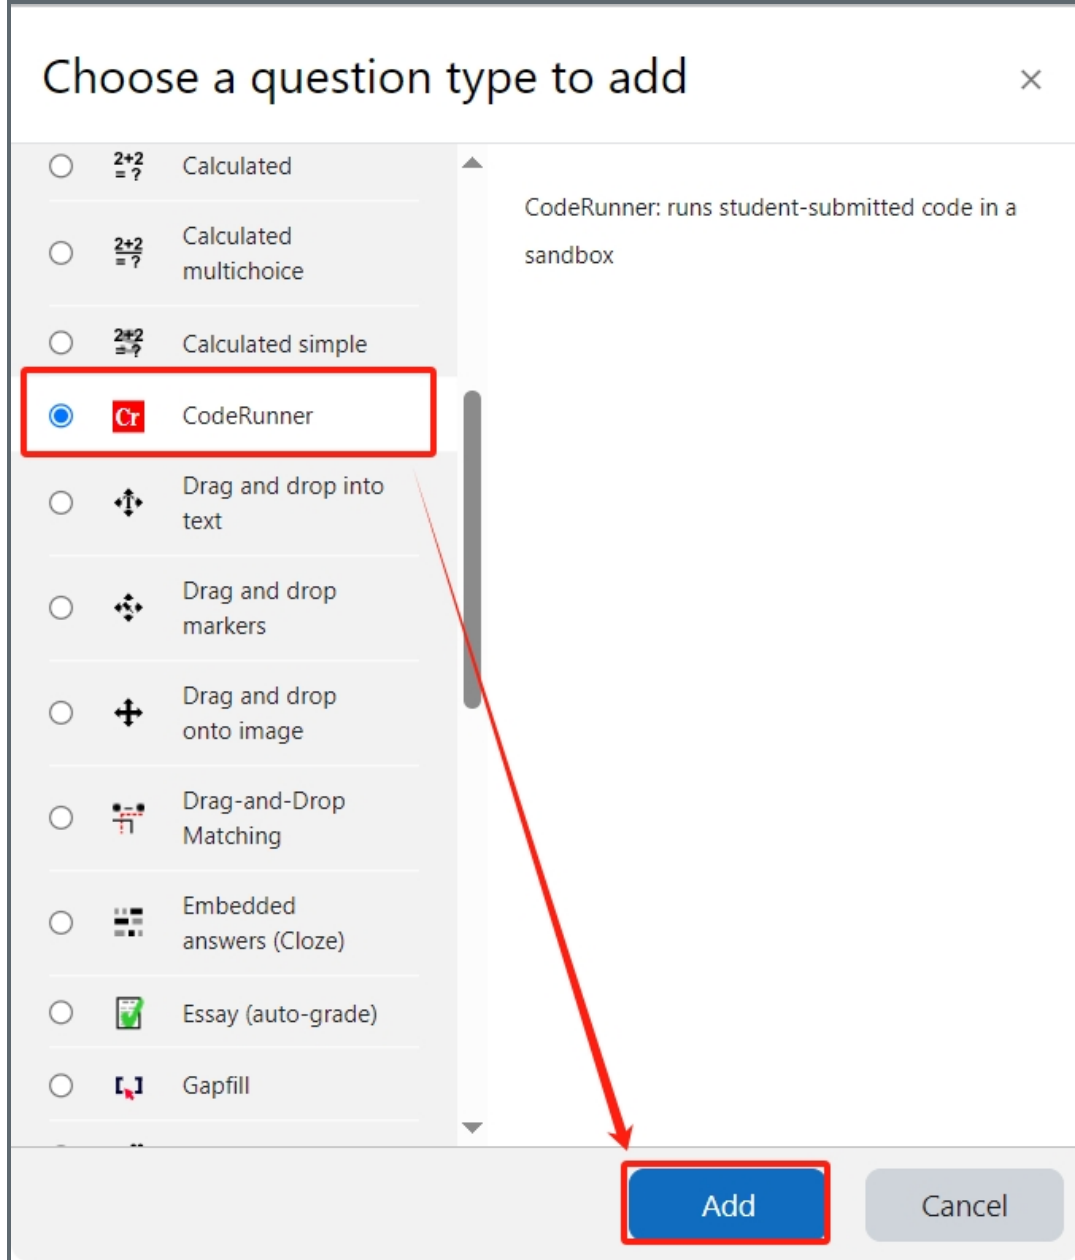 Choose a question type to add
×
2+2
= ?
Calculated
CodeRunner: runs student-submitted code in a
sandbox
2+2
= ?
Calculated
multichoice
2+2
= ?
Calculated simple
Cr
CodeRunner
Drag and drop into
text
Drag and drop
markers
Drag and drop
onto image
Drag-and-Drop
Matching
Embedded
answers (Cloze)
Essay (auto-grade)
Gapfill
Add
Cancel